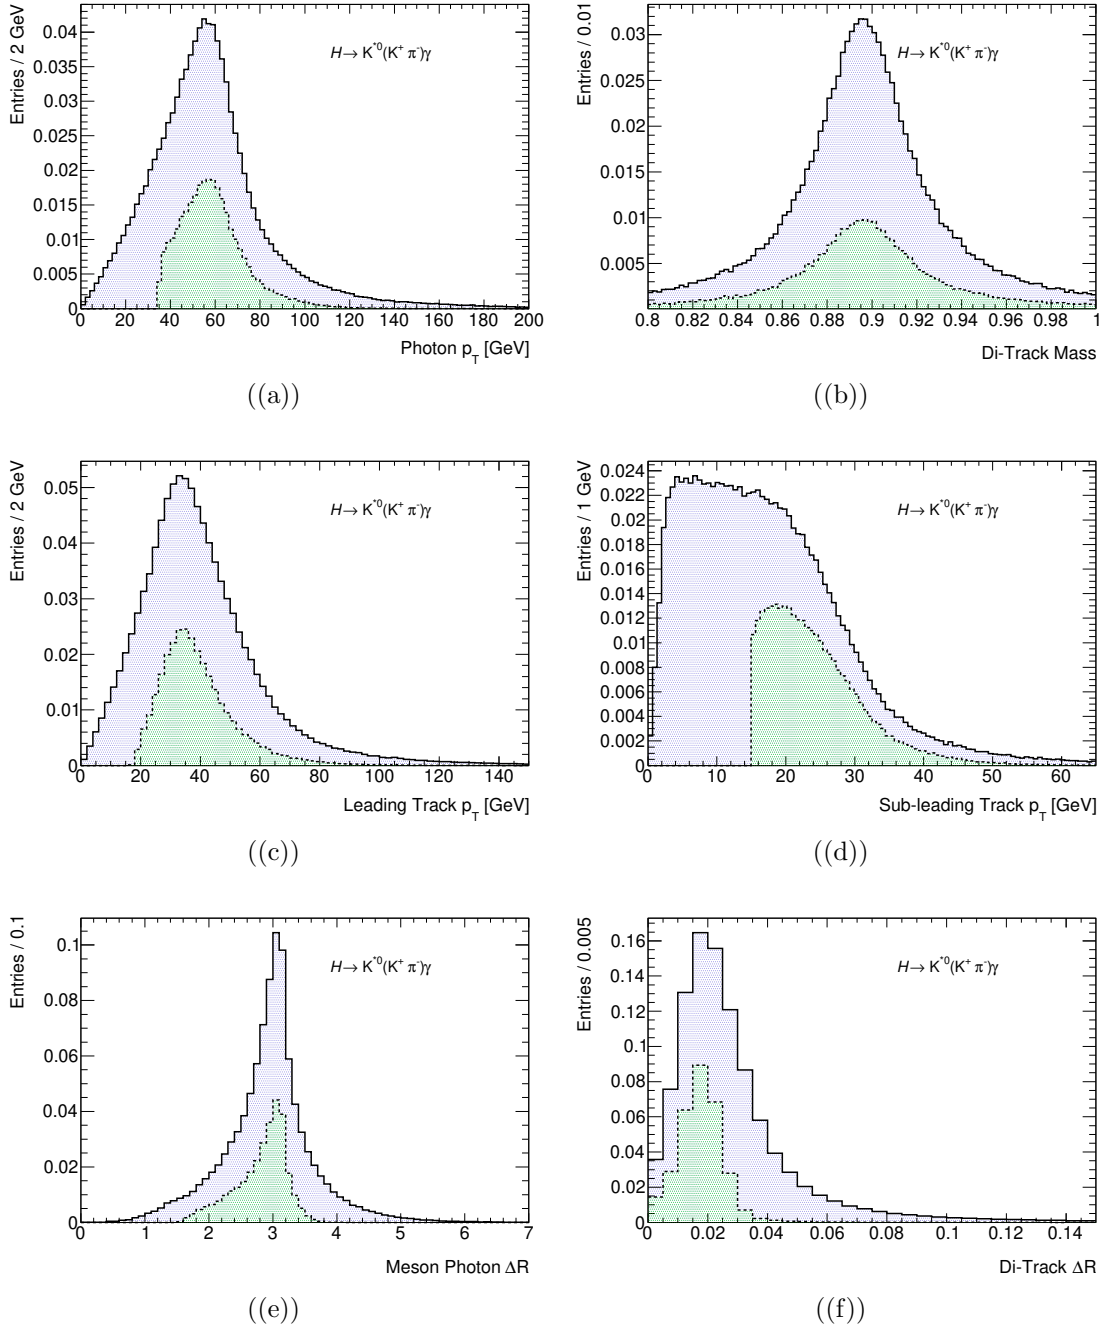 Entries / 2 GeV
0.04
0.035
0.03
0.025
0.02
0.015
0.01
0.005
0
H→ K*0(K+ π-)γ
0 20 40 60 80 100 120 140 160 180 200
Photon pT [GeV]
((a))
Entries / 0.01
0.03
0.025
0.02
0.015
0.01
0.005
0
H→ K*0(K+ π-)γ
0.8 0.82 0.84 0.86 0.88 0.9 0.92 0.94 0.96 0.98 1
Di-Track Mass
((b))
Entries / 2 GeV
0.05
0.04
0.03
0.02
0.01
0
H→ K*0(K+ π-)γ
0 20 40 60 80 100 120 140
Leading Track pT [GeV]
((c))
Entries / 1 GeV
0.024
0.022
0.02
0.018
0.016
0.014
0.012
0.01
0.008
0.006
0.004
0.002
0
H→ K*0(K+ π-)γ
0 10 20 30 40 50 60
Sub-leading Track pT [GeV]
((d))
Entries / 0.1
0.1
0.08
0.06
0.04
0.02
0
H→ K*0(K+ π-)γ
0 1 2 3 4 5 6 7
Meson Photon ΔR
((e))
Entries / 0.005
0.16
0.14
0.12
0.1
0.08
0.06
0.04
0.02
0
H→ K*0(K+ π-)γ
0 0.02 0.04 0.06 0.08 0.1 0.12 0.14
Di-Track ΔR
((f))